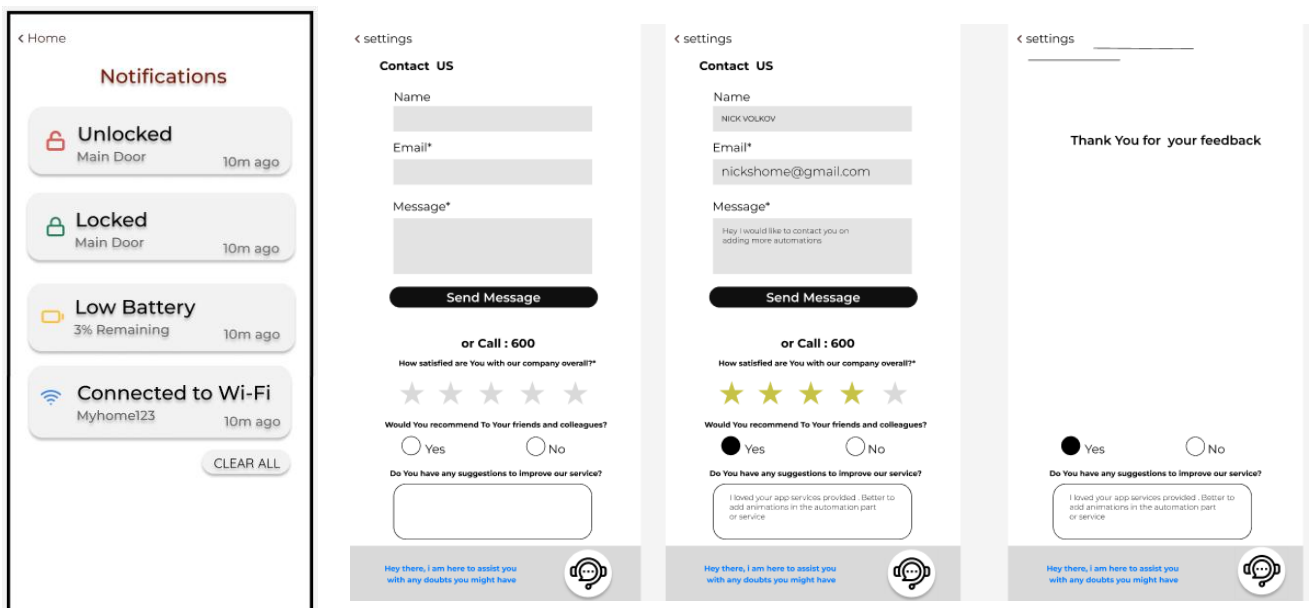 < Home
Notifications
Unlocked
Main Door
10m ago
Locked
Main Door
10m ago
Low Battery
3% Remaining
10m ago
Connected to Wi-Fi
Myhome123
10m ago
CLEAR ALL
< settings
Contact US
Name
Email*
Message*
Send Message
or Call : 600
How satisfied are You with our company overall?*
Would You recommend To Your friends and colleagues?
Yes
No
Do You have any suggestions to improve our service?
Hey there, i am here to assist you
with any doubts you might have
< settings
Contact US
Name
NICK VOLKOV
Email*
nickshome@gmail.com
Message*
Hey I would like to contact you on
adding more automations
Send Message
or Call : 600
How satisfied are You with our company overall?*
Would You recommend To Your friends and colleagues?
Yes
No
Do You have any suggestions to improve our service?
I loved your app services provided . Better to
add animations in the automation part
or service
Hey there, i am here to assist you
with any doubts you might have
< settings
Thank You for your feedback
Yes
No
Do You have any suggestions to improve our service?
I loved your app services provided . Better to
add animations in the automation part
or service
Hey there, i am here to assist you
with any doubts you might have